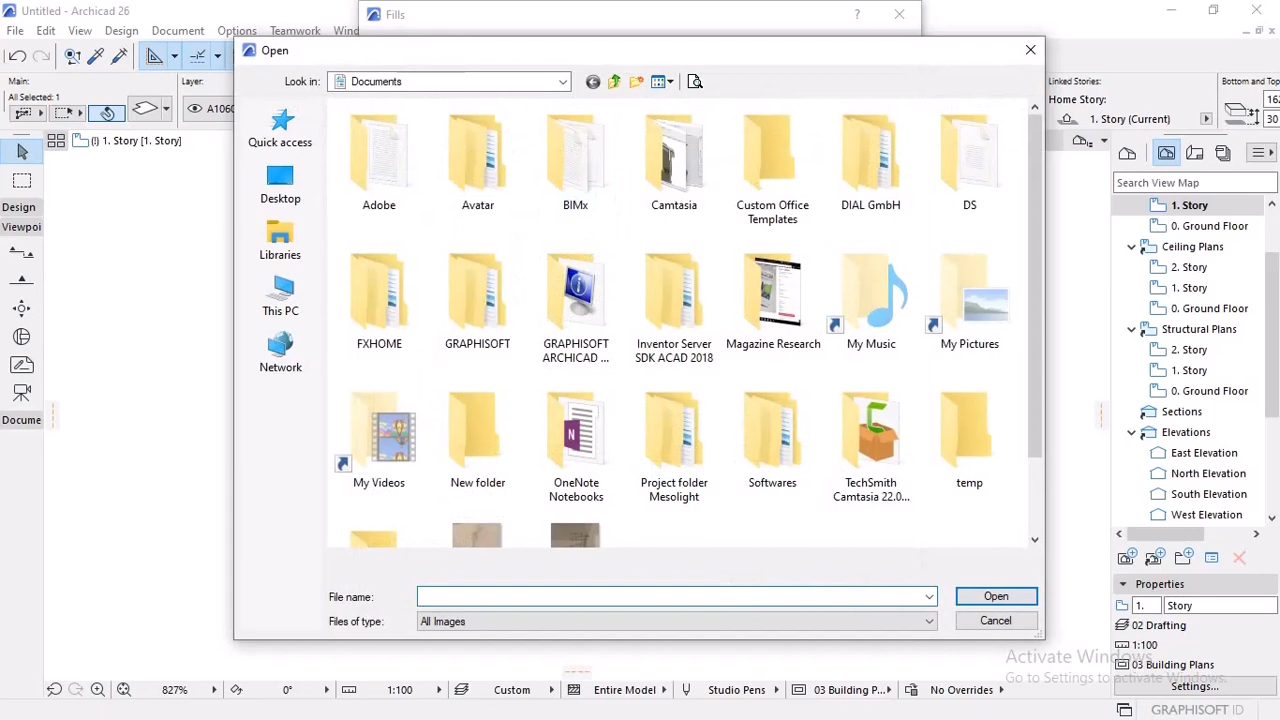 Untitled - Archicad 26
Fills
?
File Edit View Design Document Options Teamwork Wind
Open
Main:
All Selected: 1
Layer:
A1060
Look in: Documents
Linked Stories:
Home Story:
1. Story (Current)
Bottom and Top
162
30
(!) 1. Story [1. Story]
Design
Viewpoi
Docume
Quick access
Desktop
Libraries
This PC
Network
Adobe
Avatar
BIMx
Camtasia
Custom Office Templates
DIAL GmbH
DS
FXHOME
GRAPHISOFT
GRAPHISOFT ARCHICAD ...
Inventor Server SDK ACAD 2018
Magazine Research
My Music
My Pictures
My Videos
New folder
OneNote Notebooks
Project folder Mesolight
Softwares
TechSmith Camtasia 22.0...
temp
File name:
Open
Files of type: All Images
Cancel
Search View Map
1. Story
0. Ground Floor
Ceiling Plans
2. Story
1. Story
0. Ground Floor
Structural Plans
2. Story
1. Story
0. Ground Floor
Sections
Elevations
East Elevation
North Elevation
South Elevation
West Elevation
Properties
1. Story
02 Drafting
1:100
03 Building Plans
Settings...
Activate Windows
Go to Settings to activate Windows.
827%
0°
1:100
Custom
Entire Model
Studio Pens
03 Building P...
No Overrides
GRAPHISOFT ID